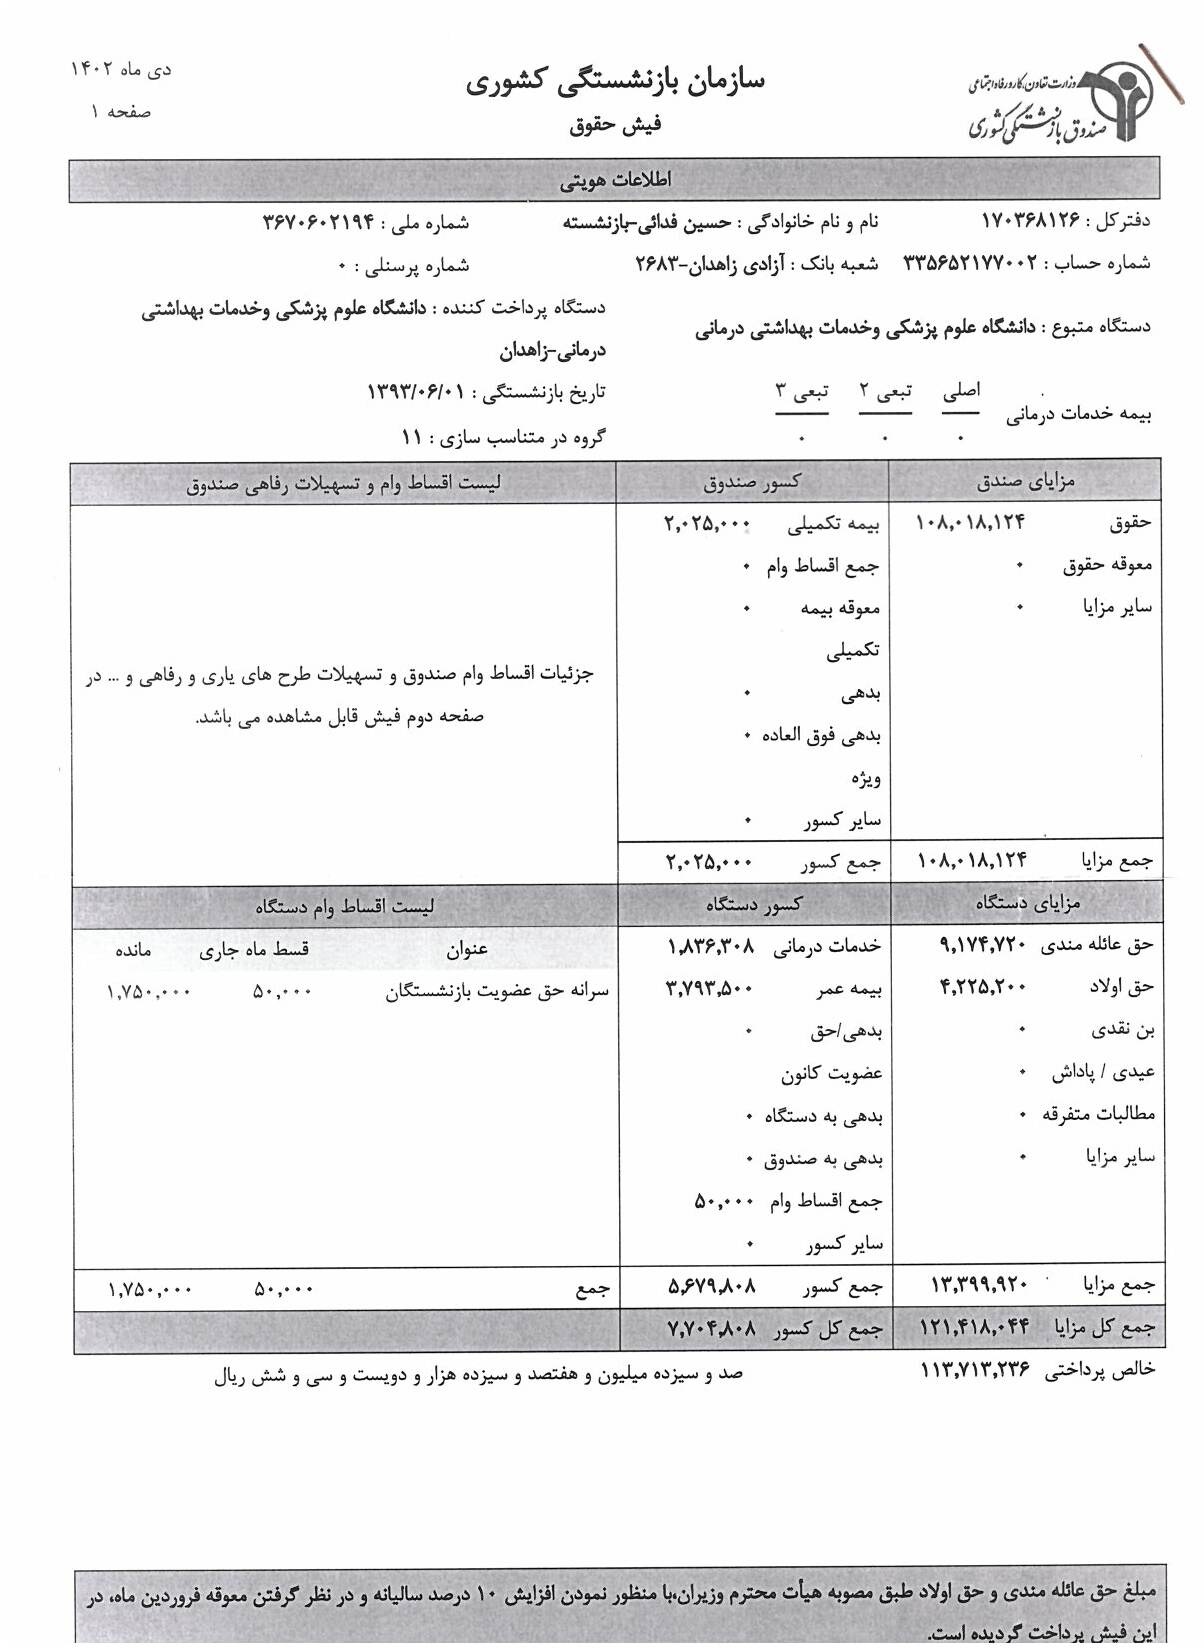 وزارت تعاون، کار و رفاه اجتماعی
صندوق بازنشستگی کشوری
سازمان بازنشستگی کشوری
فیش حقوق
دی ماه ۱۴۰۲
صفحه ۱
اطلاعات هویتی
دفترکل : ۱۷۰۳۶۸۱۲۶ نام و نام خانوادگی : حسین فدائی-بازنشسته شماره ملی : ۳۶۷۰۶۰۲۱۹۴
شماره حساب : ۳۳۵۶۵۲۱۷۷۰۰۲ شعبه بانک : آزادی زاهدان-۲۶۸۳ شماره پرسنلی : ۰
دستگاه متبوع : دانشگاه علوم پزشکی وخدمات بهداشتی درمانی
دستگاه پرداخت کننده : دانشگاه علوم پزشکی وخدمات بهداشتی
درمانی-زاهدان
اصلی تبعی ۲ تبعی ۳
بیمه خدمات درمانی ۰ ۰ ۰
تاریخ بازنشستگی : ۱۳۹۳/۰۶/۰۱
گروه در متناسب سازی : ۱۱
مزایای صندق کسور صندوق لیست اقساط وام و تسهیلات رفاهی صندوق
حقوق ۱۰۸,۰۱۸,۱۲۴ بیمه تکمیلی ۲,۰۲۵,۰۰۰
معوقه حقوق ۰ جمع اقساط وام ۰
سایر مزایا ۰ معوقه بیمه ۰
تکمیلی
بدهی ۰
بدهی فوق العاده ۰
ویژه
سایر کسور ۰
جزئیات اقساط وام صندوق و تسهیلات طرح های یاری و رفاهی و ... در
صفحه دوم فیش قابل مشاهده می باشد.
جمع مزایا ۱۰۸,۰۱۸,۱۲۴ جمع کسور ۲,۰۲۵,۰۰۰
مزایای دستگاه کسور دستگاه لیست اقساط وام دستگاه
حق عائله مندی ۹,۱۷۴,۷۲۰ خدمات درمانی ۱,۸۳۶,۳۰۸ عنوان قسط ماه جاری مانده
حق اولاد ۴,۲۲۵,۲۰۰ بیمه عمر ۳,۷۹۳,۵۰۰ سرانه حق عضویت بازنشستگان ۵۰,۰۰۰ ۱,۷۵۰,۰۰۰
بن نقدی ۰ بدهی/حق ۰
عیدی / پاداش ۰ عضویت کانون
مطالبات متفرقه ۰ بدهی به دستگاه ۰
سایر مزایا ۰ بدهی به صندوق ۰
جمع اقساط وام ۵۰,۰۰۰
سایر کسور ۰
جمع مزایا ۱۳,۳۹۹,۹۲۰ جمع کسور ۵,۶۷۹,۸۰۸ جمع ۵۰,۰۰۰ ۱,۷۵۰,۰۰۰
جمع کل مزایا ۱۲۱,۴۱۸,۰۴۴ جمع کل کسور ۷,۷۰۴,۸۰۸
خالص پرداختی ۱۱۳,۷۱۳,۲۳۶ صد و سیزده میلیون و هفتصد و سیزده هزار و دویست و سی و شش ریال
مبلغ حق عائله مندی و حق اولاد طبق مصوبه هیأت محترم وزیران،با منظور نمودن افزایش ۱۰ درصد سالیانه و در نظر گرفتن معوقه فروردین ماه، در
این فیش پرداخت گردیده است.